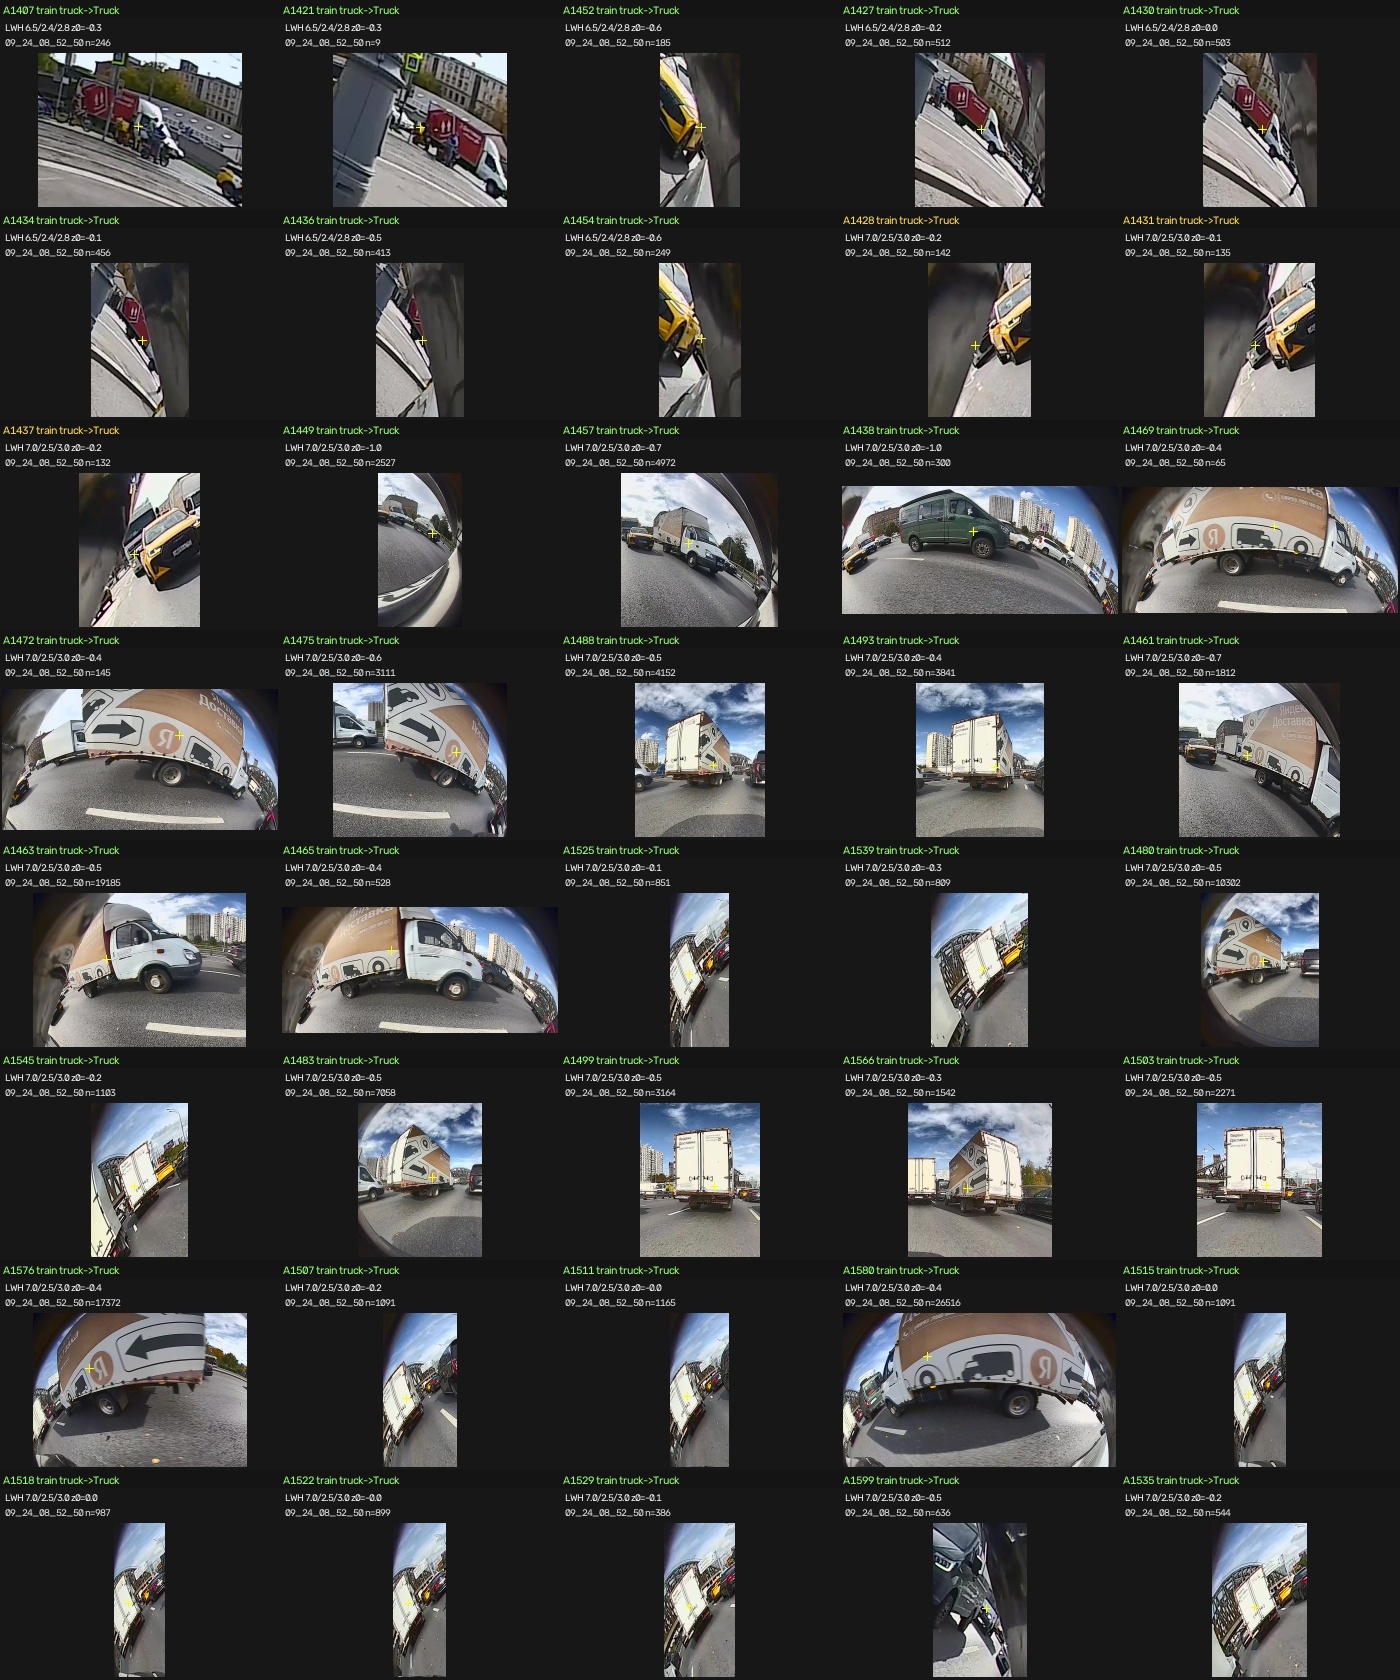 A1407 train truck->Truck
LWH 6.5/2.4/2.8 z0=-0.3
09_24_08_52_50 n=246
A1421 train truck->Truck
LWH 6.5/2.4/2.8 z0=-0.3
09_24_08_52_50 n=9
A1452 train truck->Truck
LWH 6.5/2.4/2.8 z0=-0.6
09_24_08_52_50 n=185
A1427 train truck->Truck
LWH 6.5/2.4/2.8 z0=-0.2
09_24_08_52_50 n=512
A1430 train truck->Truck
LWH 6.5/2.4/2.8 z0=0.0
09_24_08_52_50 n=503
A1434 train truck->Truck
LWH 6.5/2.4/2.8 z0=-0.1
09_24_08_52_50 n=456
A1436 train truck->Truck
LWH 6.5/2.4/2.8 z0=-0.5
09_24_08_52_50 n=413
A1454 train truck->Truck
LWH 6.5/2.4/2.8 z0=-0.6
09_24_08_52_50 n=249
A1428 train truck->Truck
LWH 7.0/2.5/3.0 z0=-0.2
09_24_08_52_50 n=142
A1431 train truck->Truck
LWH 7.0/2.5/3.0 z0=-0.1
09_24_08_52_50 n=135
A1437 train truck->Truck
LWH 7.0/2.5/3.0 z0=-0.2
09_24_08_52_50 n=132
A1449 train truck->Truck
LWH 7.0/2.5/3.0 z0=-1.0
09_24_08_52_50 n=2527
A1457 train truck->Truck
LWH 7.0/2.5/3.0 z0=-0.7
09_24_08_52_50 n=4972
A1438 train truck->Truck
LWH 7.0/2.5/3.0 z0=-1.0
09_24_08_52_50 n=300
A1469 train truck->Truck
LWH 7.0/2.5/3.0 z0=-0.4
09_24_08_52_50 n=65
A1472 train truck->Truck
LWH 7.0/2.5/3.0 z0=-0.4
09_24_08_52_50 n=145
Доставка
Я
A1475 train truck->Truck
LWH 7.0/2.5/3.0 z0=-0.6
09_24_08_52_50 n=3111
A1488 train truck->Truck
LWH 7.0/2.5/3.0 z0=-0.5
09_24_08_52_50 n=4152
A1493 train truck->Truck
LWH 7.0/2.5/3.0 z0=-0.4
09_24_08_52_50 n=3841
A1461 train truck->Truck
LWH 7.0/2.5/3.0 z0=-0.7
09_24_08_52_50 n=1812
Яндекс
Доставка
A1463 train truck->Truck
LWH 7.0/2.5/3.0 z0=-0.5
09_24_08_52_50 n=19185
A1465 train truck->Truck
LWH 7.0/2.5/3.0 z0=-0.4
09_24_08_52_50 n=528
A1525 train truck->Truck
LWH 7.0/2.5/3.0 z0=-0.1
09_24_08_52_50 n=851
A1539 train truck->Truck
LWH 7.0/2.5/3.0 z0=-0.3
09_24_08_52_50 n=809
A1480 train truck->Truck
LWH 7.0/2.5/3.0 z0=-0.5
09_24_08_52_50 n=10302
A1545 train truck->Truck
LWH 7.0/2.5/3.0 z0=-0.2
09_24_08_52_50 n=1103
A1483 train truck->Truck
LWH 7.0/2.5/3.0 z0=-0.5
09_24_08_52_50 n=7058
A1499 train truck->Truck
LWH 7.0/2.5/3.0 z0=-0.5
09_24_08_52_50 n=3164
A1566 train truck->Truck
LWH 7.0/2.5/3.0 z0=-0.3
09_24_08_52_50 n=1542
A1503 train truck->Truck
LWH 7.0/2.5/3.0 z0=-0.5
09_24_08_52_50 n=2271
A1576 train truck->Truck
LWH 7.0/2.5/3.0 z0=-0.4
09_24_08_52_50 n=17372
A1507 train truck->Truck
LWH 7.0/2.5/3.0 z0=-0.2
09_24_08_52_50 n=1091
A1511 train truck->Truck
LWH 7.0/2.5/3.0 z0=-0.0
09_24_08_52_50 n=1165
A1580 train truck->Truck
LWH 7.0/2.5/3.0 z0=-0.4
09_24_08_52_50 n=26516
A1515 train truck->Truck
LWH 7.0/2.5/3.0 z0=0.0
09_24_08_52_50 n=1091
A1518 train truck->Truck
LWH 7.0/2.5/3.0 z0=0.0
09_24_08_52_50 n=987
A1522 train truck->Truck
LWH 7.0/2.5/3.0 z0=-0.0
09_24_08_52_50 n=899
A1529 train truck->Truck
LWH 7.0/2.5/3.0 z0=-0.1
09_24_08_52_50 n=386
A1599 train truck->Truck
LWH 7.0/2.5/3.0 z0=-0.5
09_24_08_52_50 n=636
A1535 train truck->Truck
LWH 7.0/2.5/3.0 z0=-0.2
09_24_08_52_50 n=544